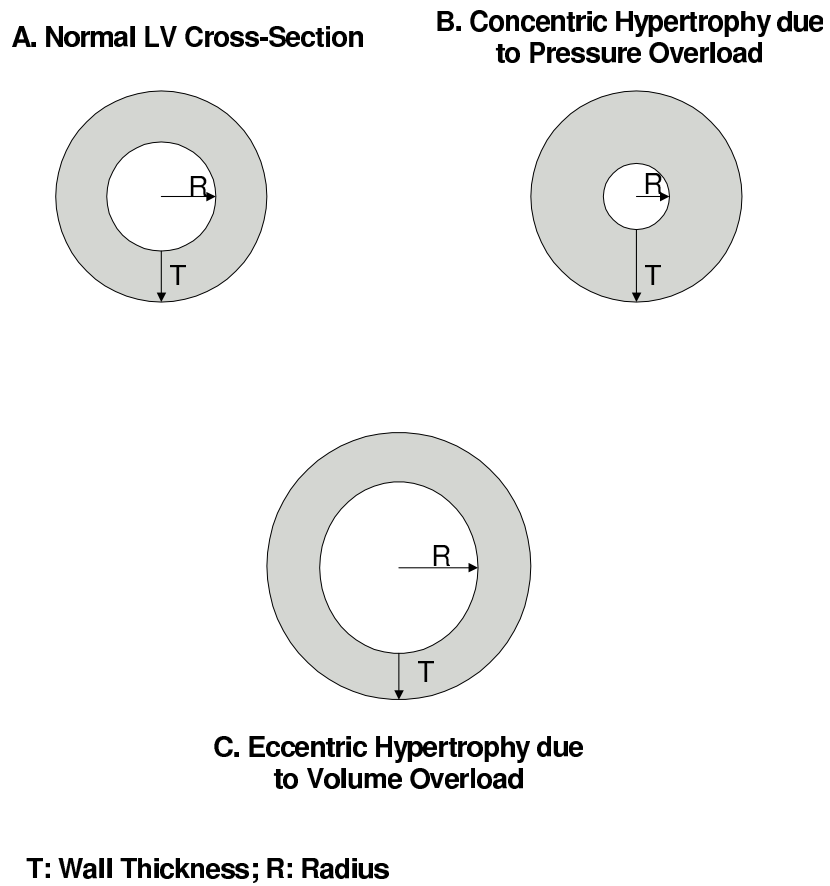 A. Normal LV Cross-Section
B. Concentric Hypertrophy due
to Pressure Overload
R
T
R
T
R
T
C. Eccentric Hypertrophy due
to Volume Overload
T: Wall Thickness; R: Radius